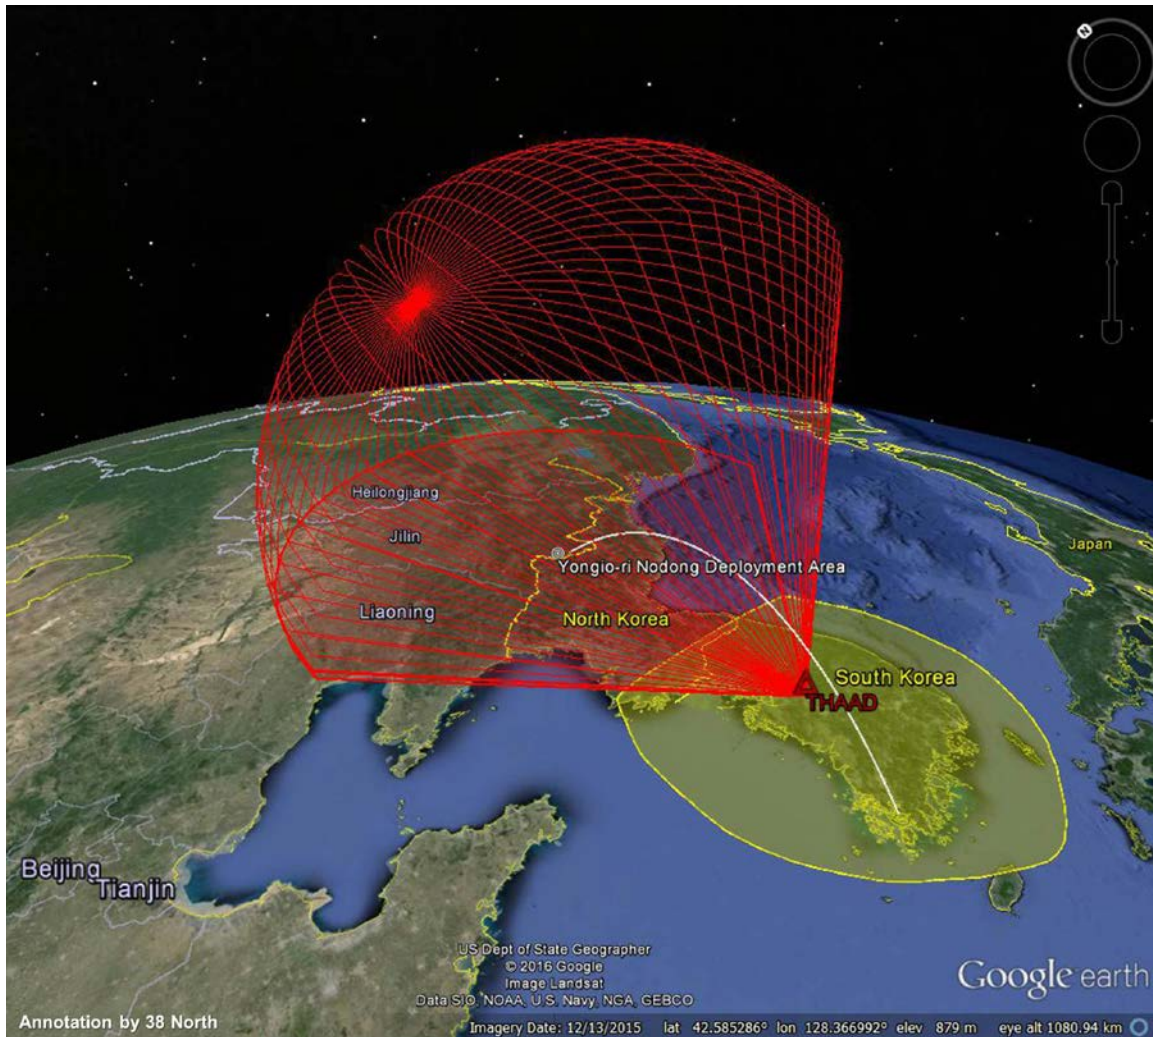 N
Heilongjiang
Jilin
Japan
Yongjo-ri Nodong Deployment Area
Liaoning
North Korea
South Korea
THAAD
Beijing
Tianjin
US Dept of State Geographer
© 2016 Google
Image Landsat
Data SIO, NOAA, U.S. Navy, NGA, GEBCO
Google earth
Annotation by 38 North
Imagery Date: 12/13/2015 lat 42.585286° lon 128.366992° elev 879 m eye alt 1080.94 km